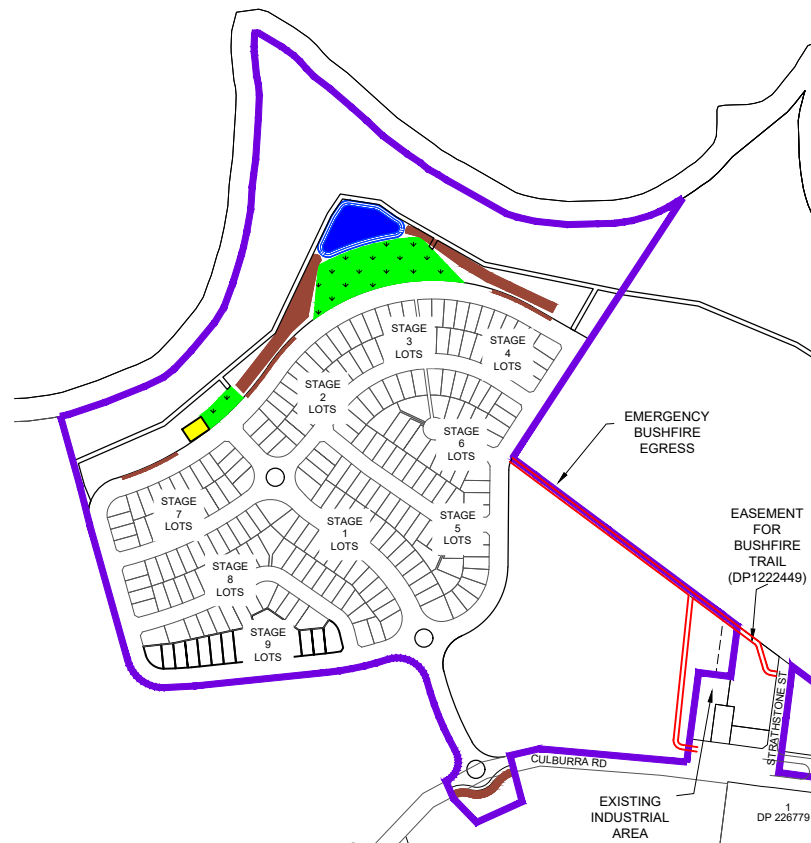 STAGE
3
LOTS
STAGE
4
LOTS
STAGE
2
LOTS
STAGE
6
LOTS
EMERGENCY
BUSHFIRE
EGRESS
STAGE
7
LOTS
STAGE
1
LOTS
STAGE
5
LOTS
EASEMENT
FOR
BUSHFIRE
TRAIL
(DP1222449)
STAGE
8
LOTS
STAGE
9
LOTS
STRATHSTONE ST
CULBURRA RD
EXISTING
INDUSTRIAL
AREA
1
DP 226779